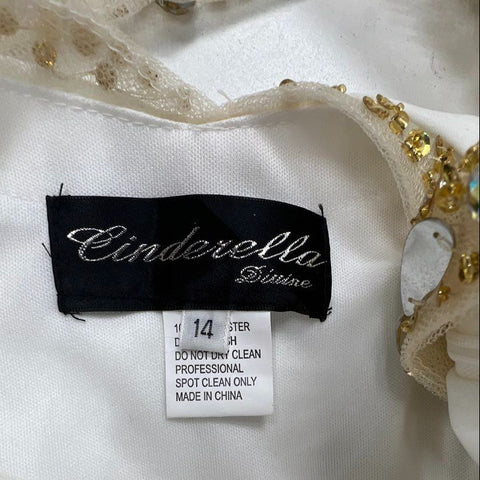 Cinderella
Divine
14
DO NOT DRY CLEAN
PROFESSIONAL
SPOT CLEAN ONLY
MADE IN CHINA